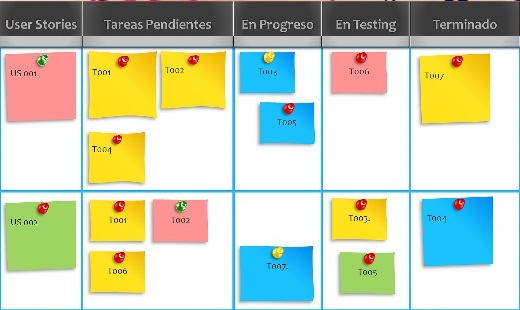 User Stories
Tareas Pendientes
En Progreso
En Testing
Terminado
US 001
T001
T002
T004
T003
T005
T006
T007
US 002
T001
T002
T006
T007.
T003.
T005
T004